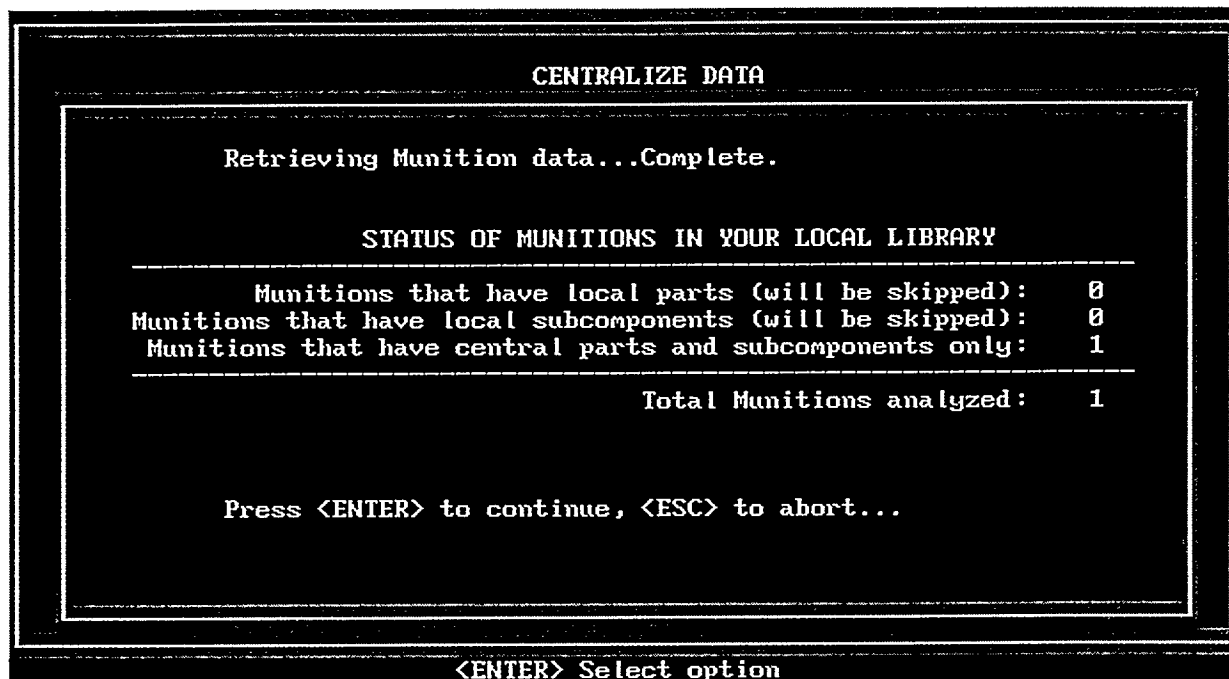 CENTRALIZE DATA
Retrieving Munition data...Complete.
STATUS OF MUNITIONS IN YOUR LOCAL LIBRARY
Munitions that have local parts (will be skipped): 0
Munitions that have local subcomponents (will be skipped): 0
Munitions that have central parts and subcomponents only: 1
Total Munitions analyzed: 1
Press <ENTER> to continue, <ESC> to abort...
<ENTER> Select option